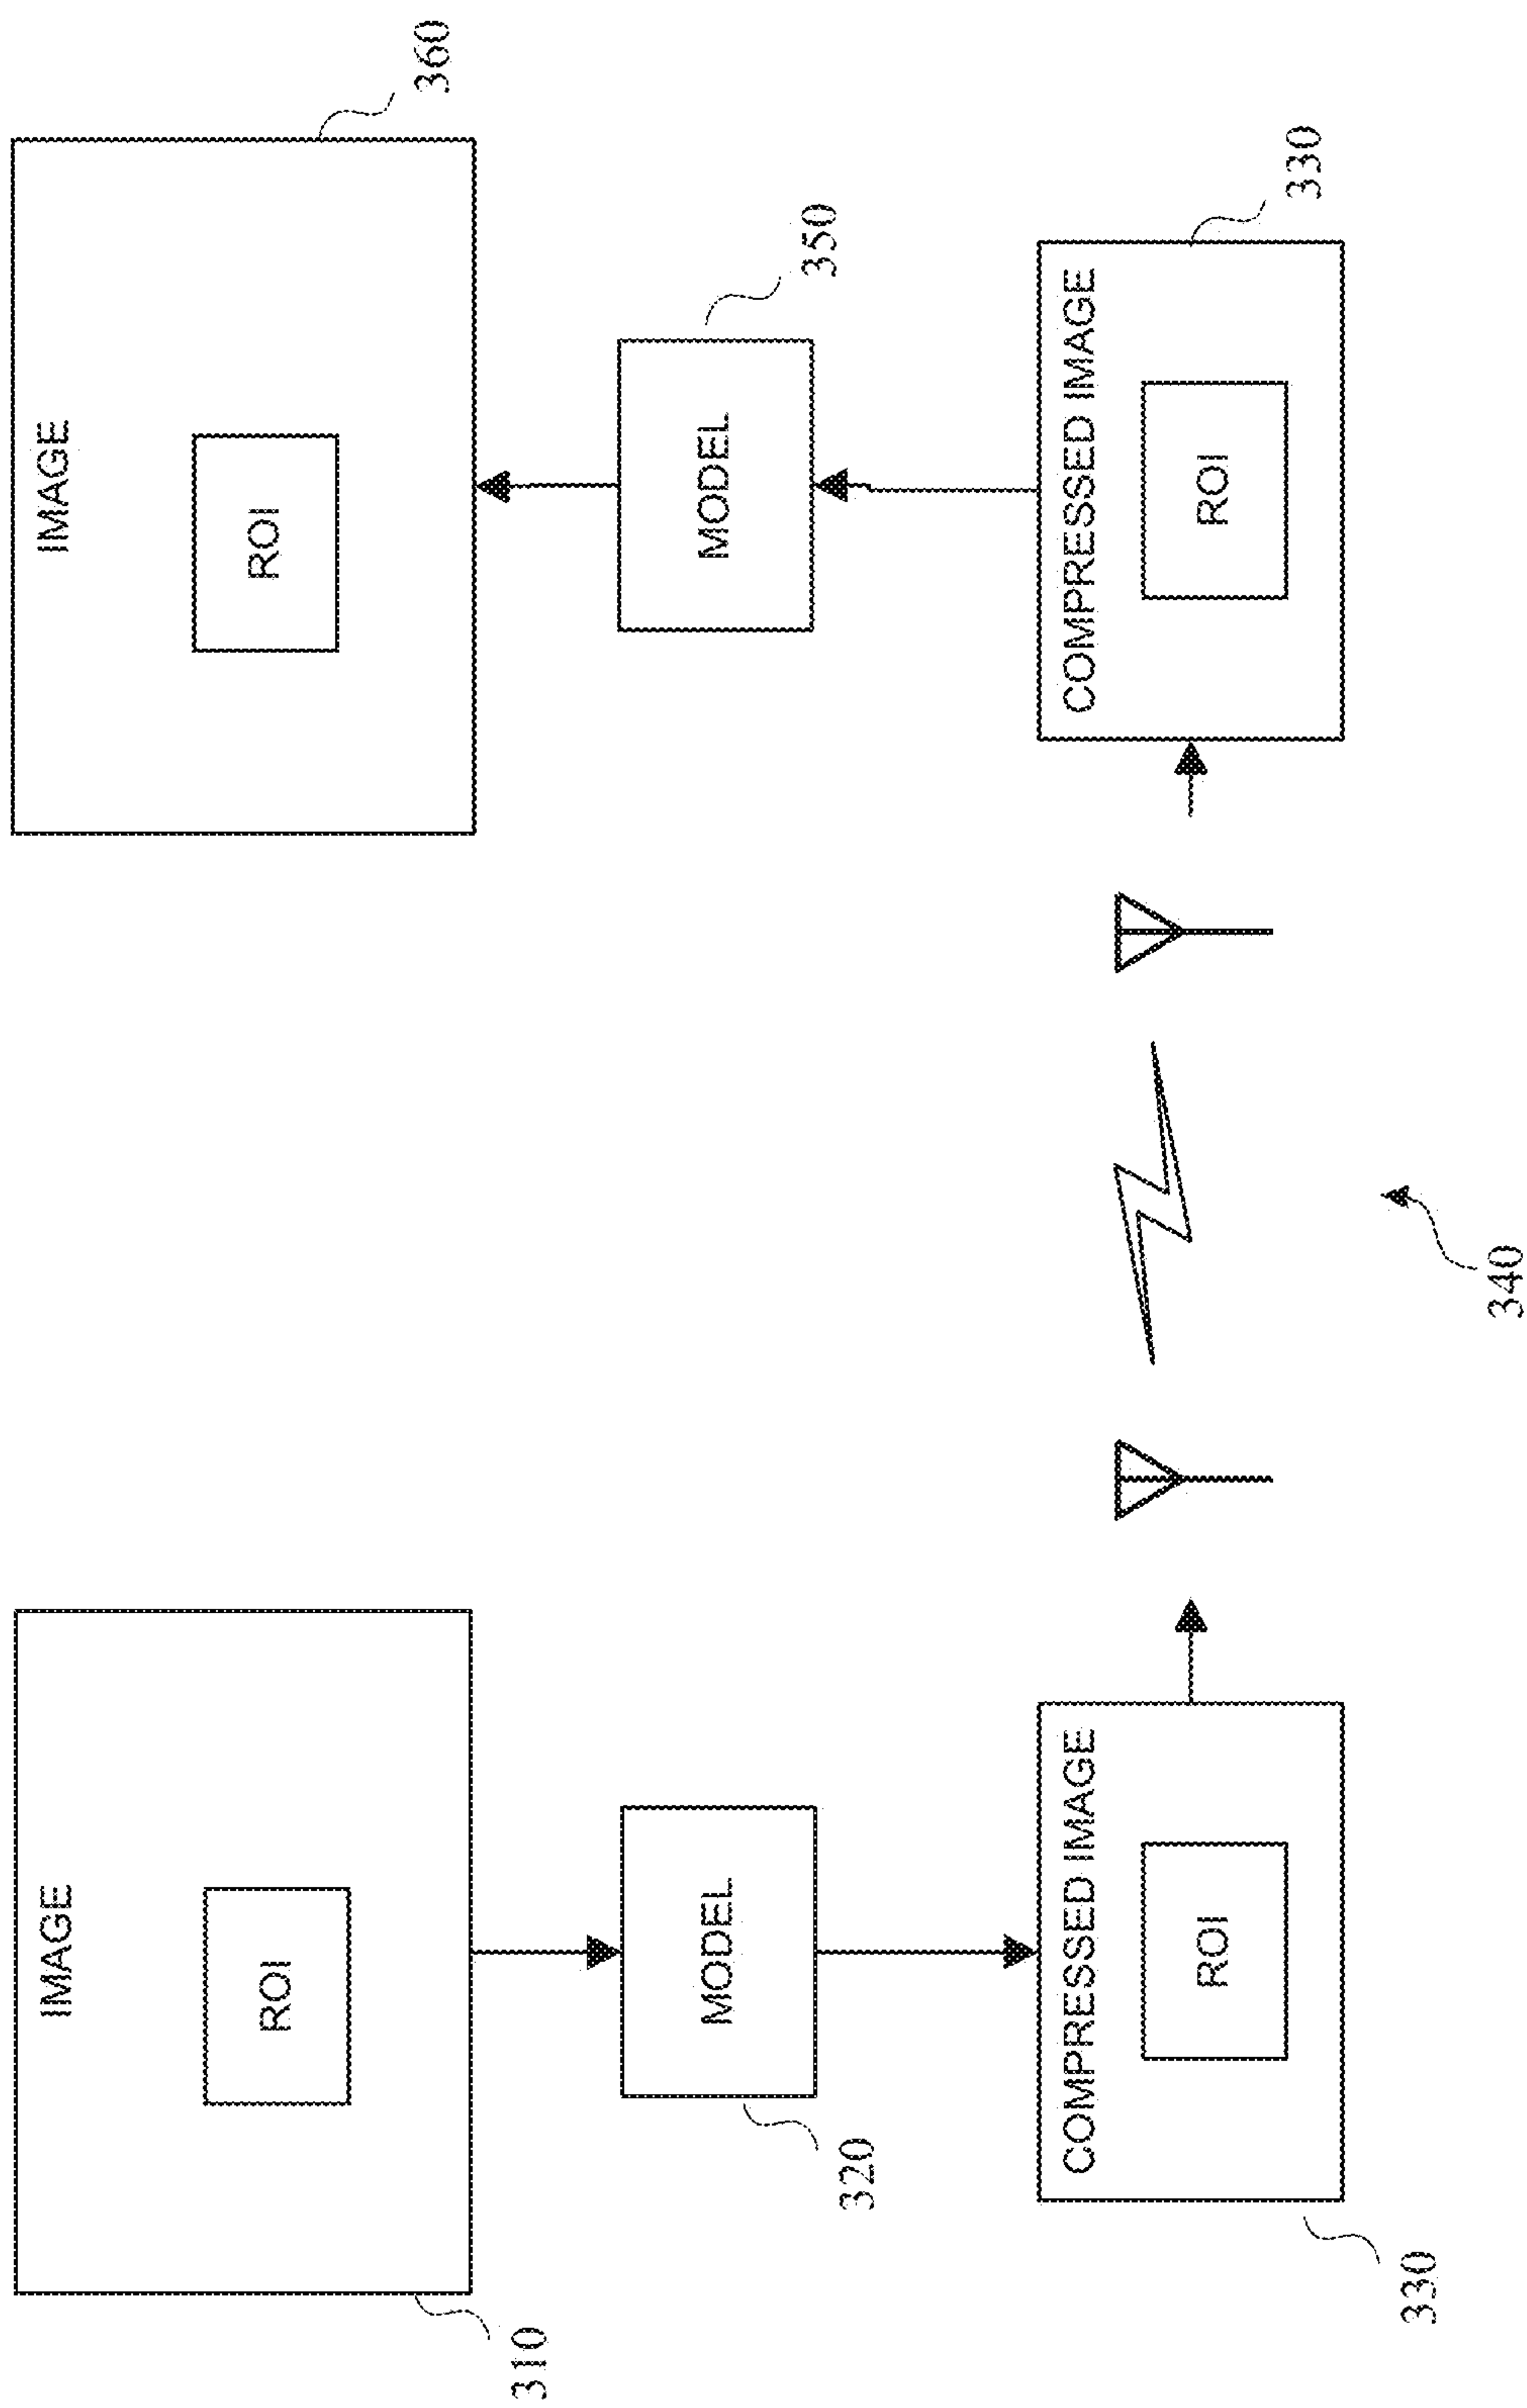 IMAGE
ROI
310
MODEL
320
COMPRESSED IMAGE
ROI
330
340
IMAGE
ROI
360
MODEL
350
COMPRESSED IMAGE
ROI
330